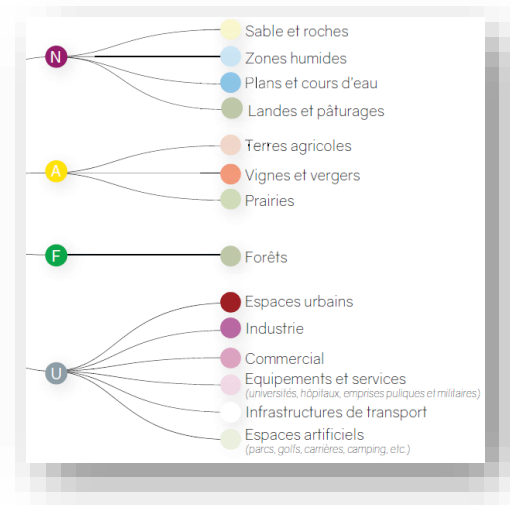 N
Sable et roches
Zones humides
Plans et cours d'eau
Landes et pâturages
A
Terres agricoles
Vignes et vergers
Prairies
F
Forêts
U
Espaces urbains
Industrie
Commercial
Equipements et services
(universités, hôpitaux, emprises puliques et militaires)
Infrastructures de transport
Espaces artificiels
(parcs, golfs, carrières, camping, etc.)